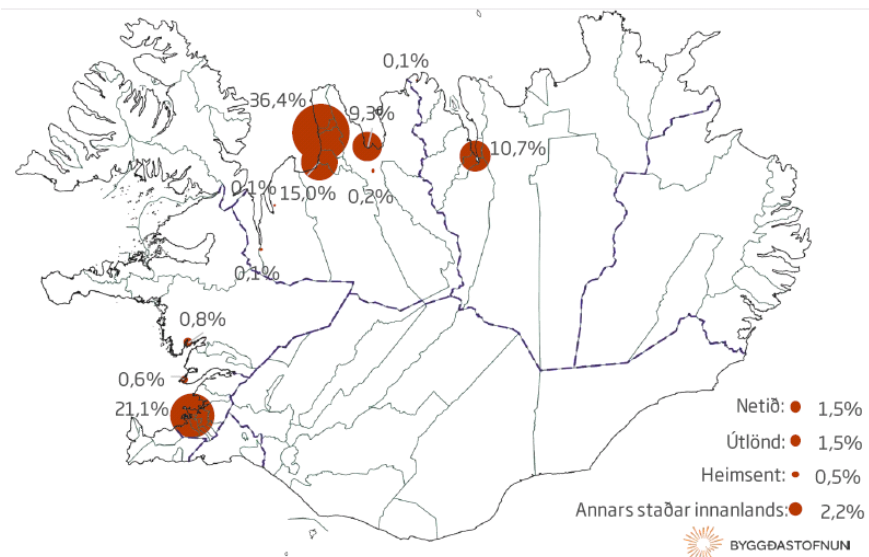 0,1%
36,4%
9,3%
10,7%
0,1%
15,0%
0,2%
0,1%
0,8%
0,6%
21,1%
Netið: 1,5%
Útlönd: 1,5%
Heimsent: 0,5%
Annars staðar innanlands: 2,2%
BYGGÐASTOFNUN